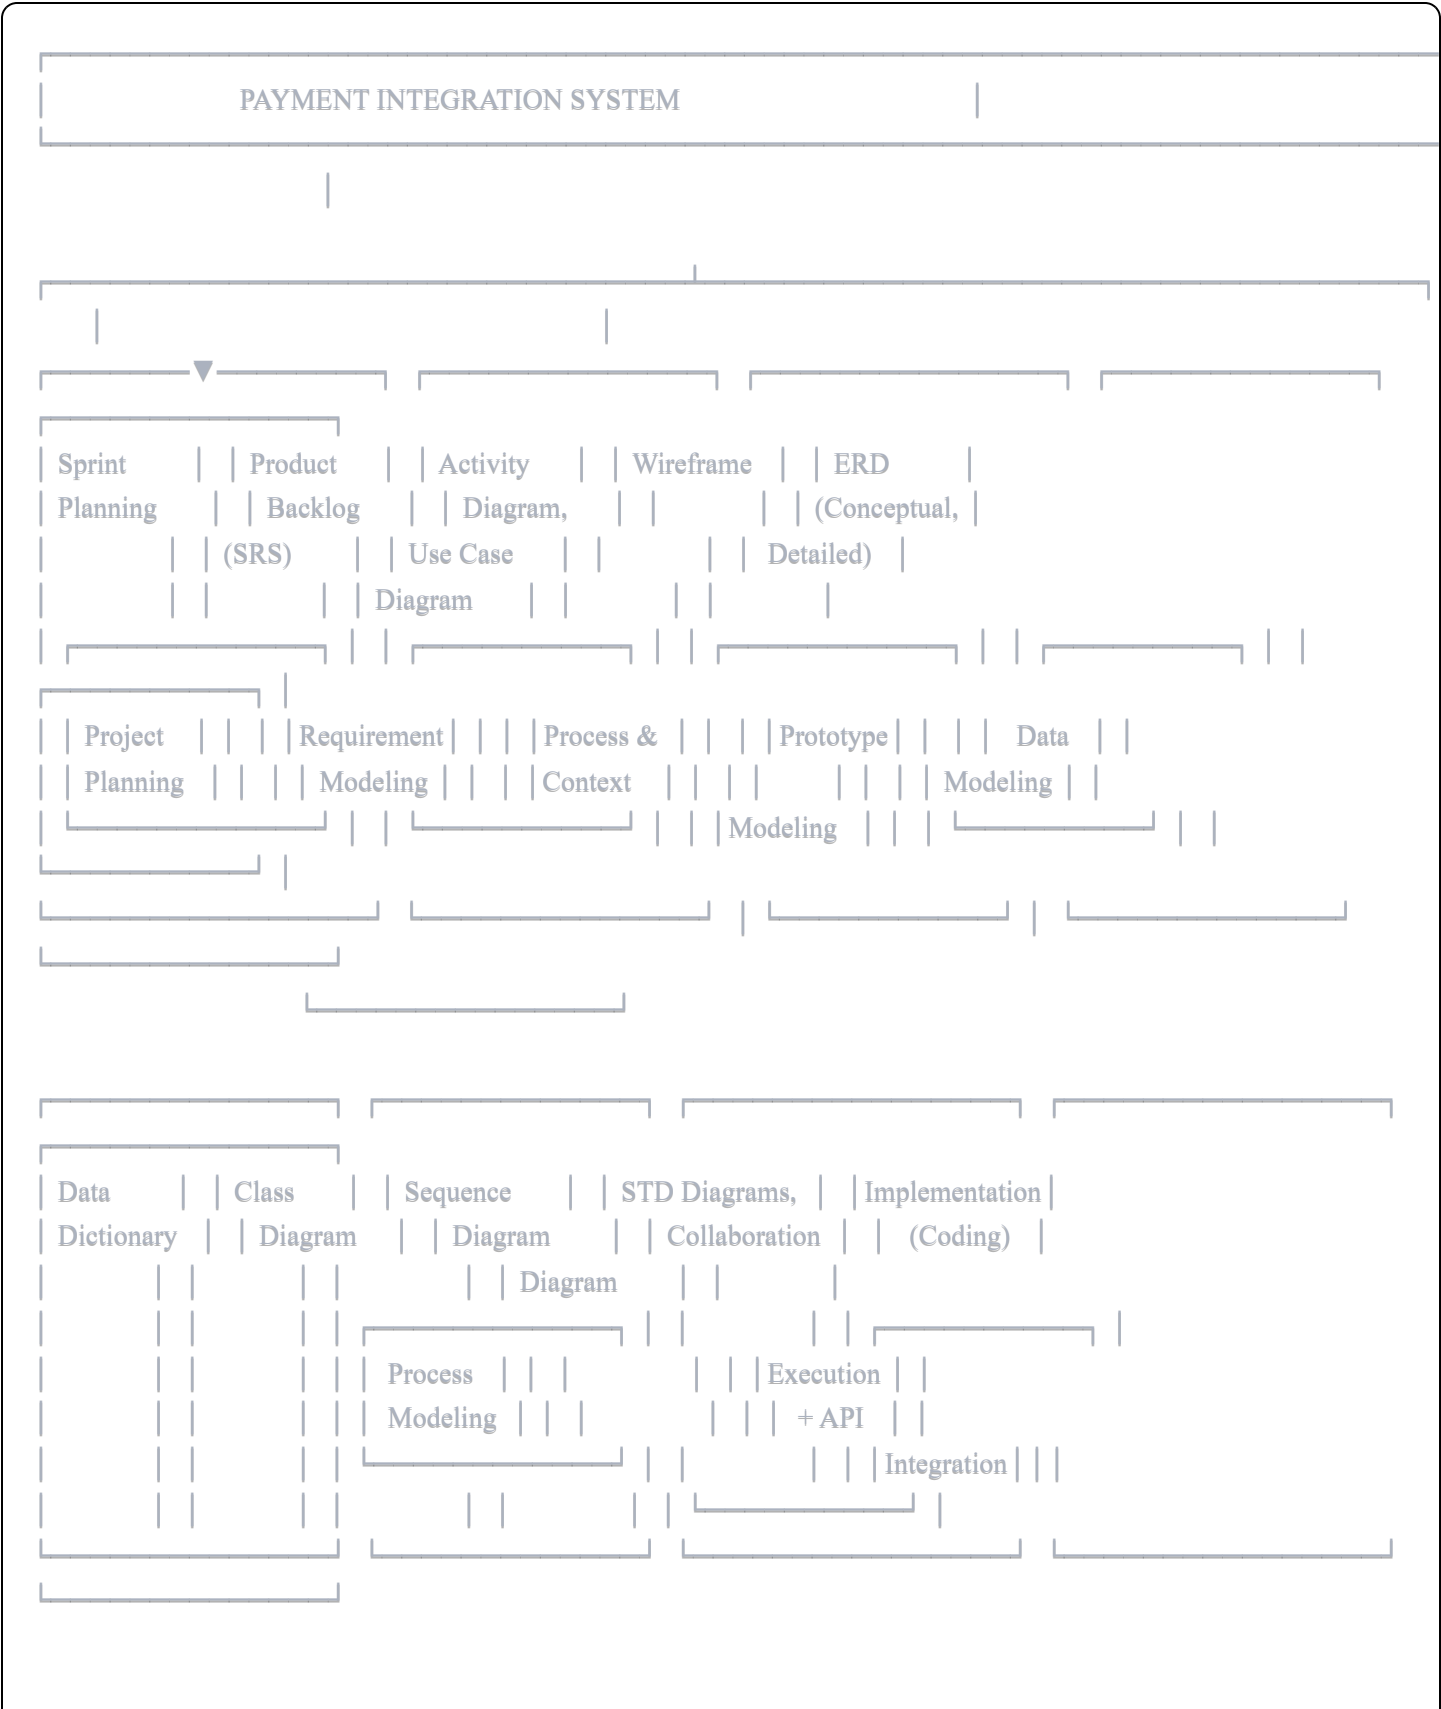 PAYMENT INTEGRATION SYSTEM
Sprint Product Activity Wireframe ERD
Planning Backlog Diagram, (Conceptual,
(SRS) Use Case Detailed)
Diagram
Project Requirement Process & Prototype Data
Planning Modeling Context Modeling
Modeling
Data Class Sequence STD Diagrams, Implementation
Dictionary Diagram Diagram Collaboration (Coding)
Diagram
Process Execution
Modeling + API
Integration